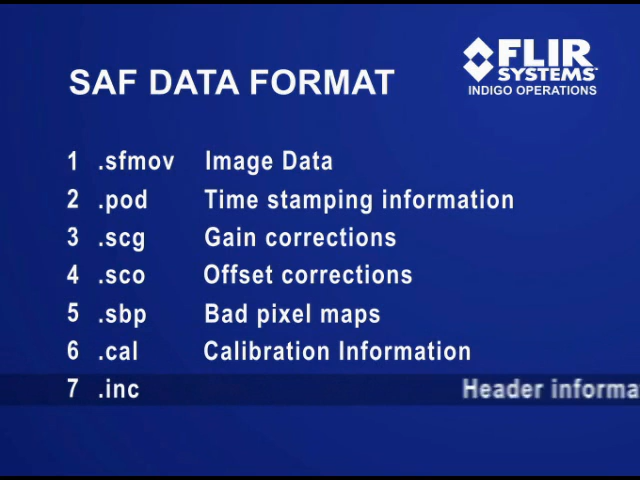 FLIR
SYSTEMS
INDIGO OPERATIONS
SAF DATA FORMAT
1 .sfmov Image Data
2 .pod Time stamping information
3 .scg Gain corrections
4 .sco Offset corrections
5 .sbp Bad pixel maps
6 .cal Calibration Information
7 .inc Header informa